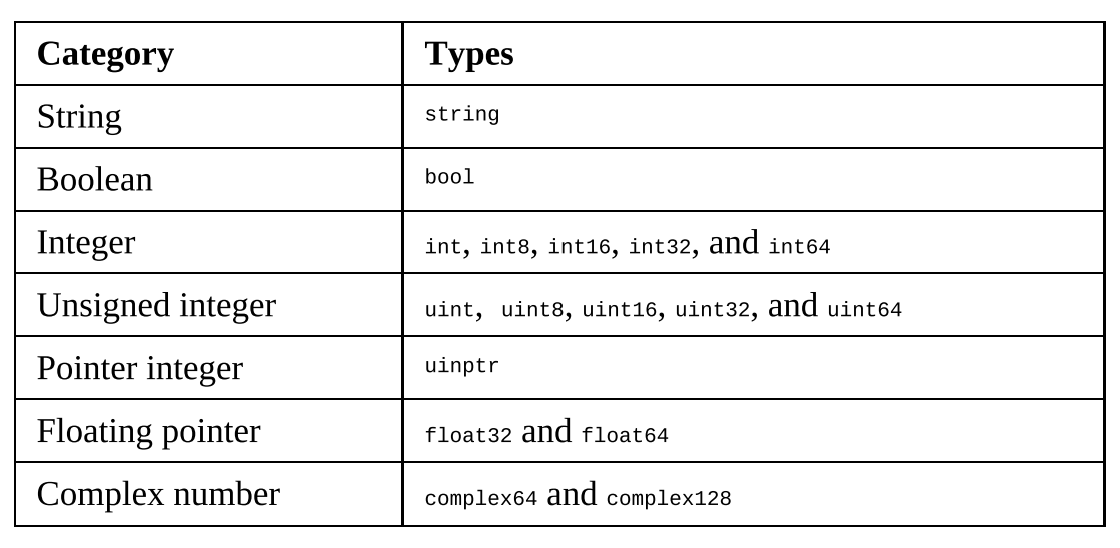 Category Types
String string
Boolean bool
Integer int, int8, int16, int32, and int64
Unsigned integer uint, uint8, uint16, uint32, and uint64
Pointer integer uinptr
Floating pointer float32 and float64
Complex number complex64 and complex128